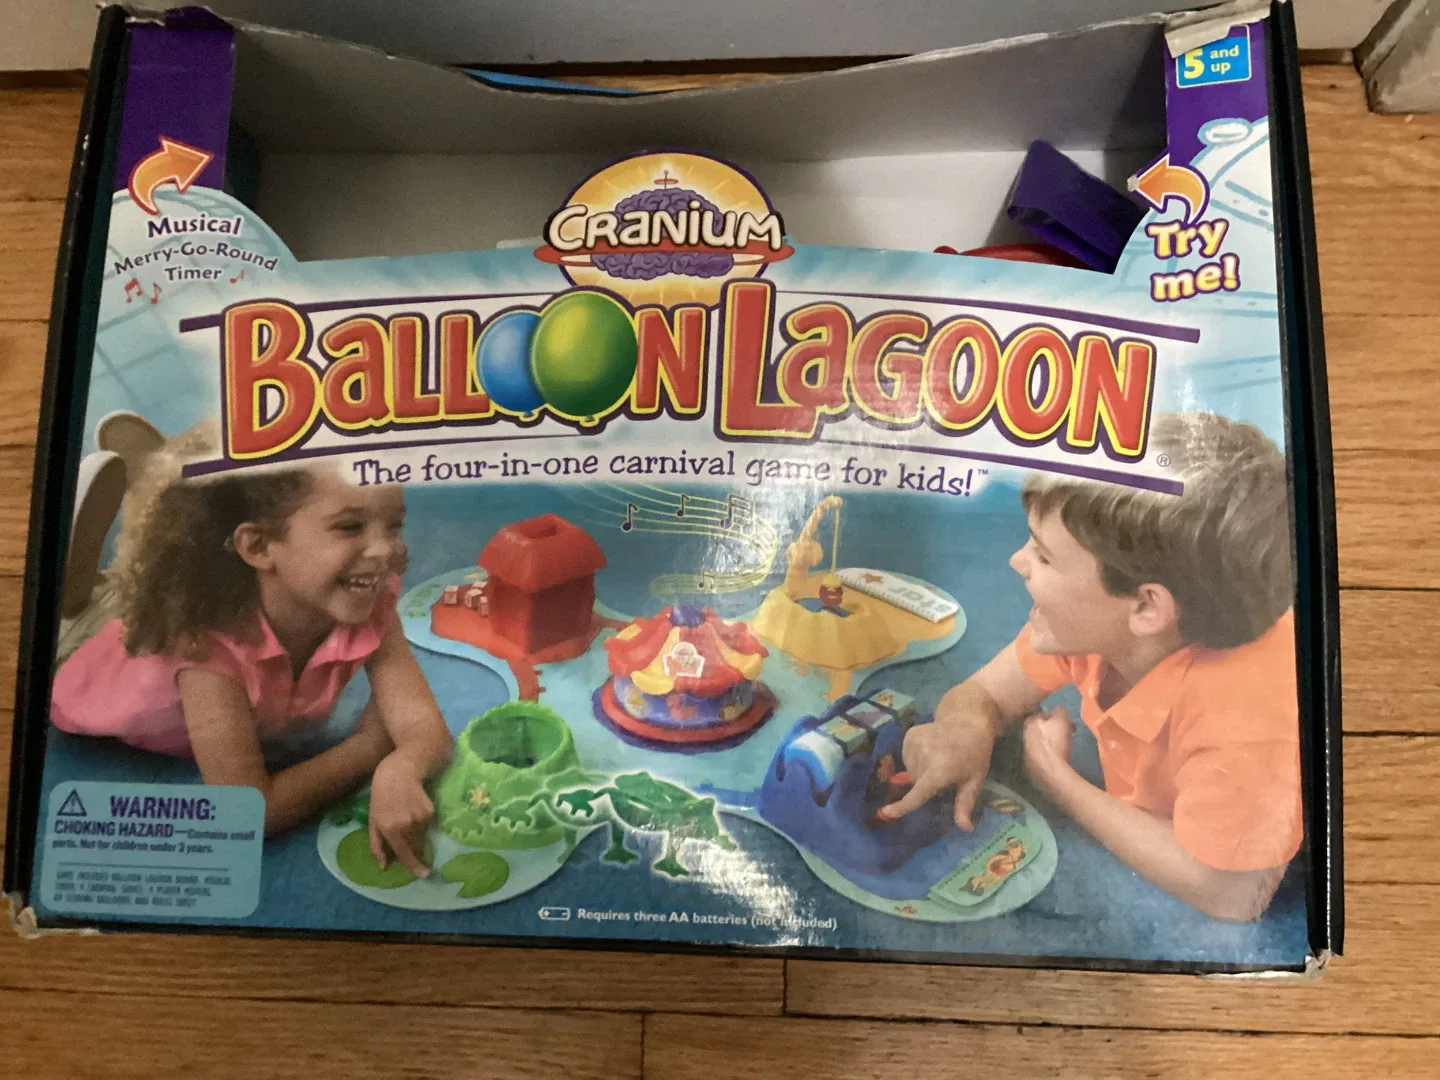 5 and
up
Musical
Merry-Go-Round
Timer
CRANIUM
Try
me!
BALLOON LAGOON®
The four-in-one carnival game for kids!™
WARNING:
CHOKING HAZARD—Contains small
parts. Not for children under 3 years.
Requires three AA batteries (not included)